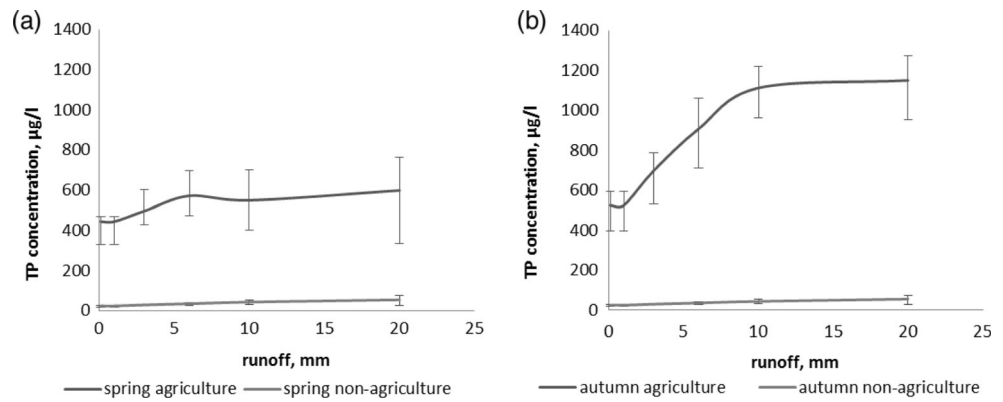 (a)
1400
1200
1000
800
600
400
200
0
TP concentration, µg/l
0 5 10 15 20 25
runoff, mm
spring agriculture spring non-agriculture
(b)
1400
1200
1000
800
600
400
200
0
TP concentration, µg/l
0 5 10 15 20 25
runoff, mm
autumn agriculture autumn non-agriculture